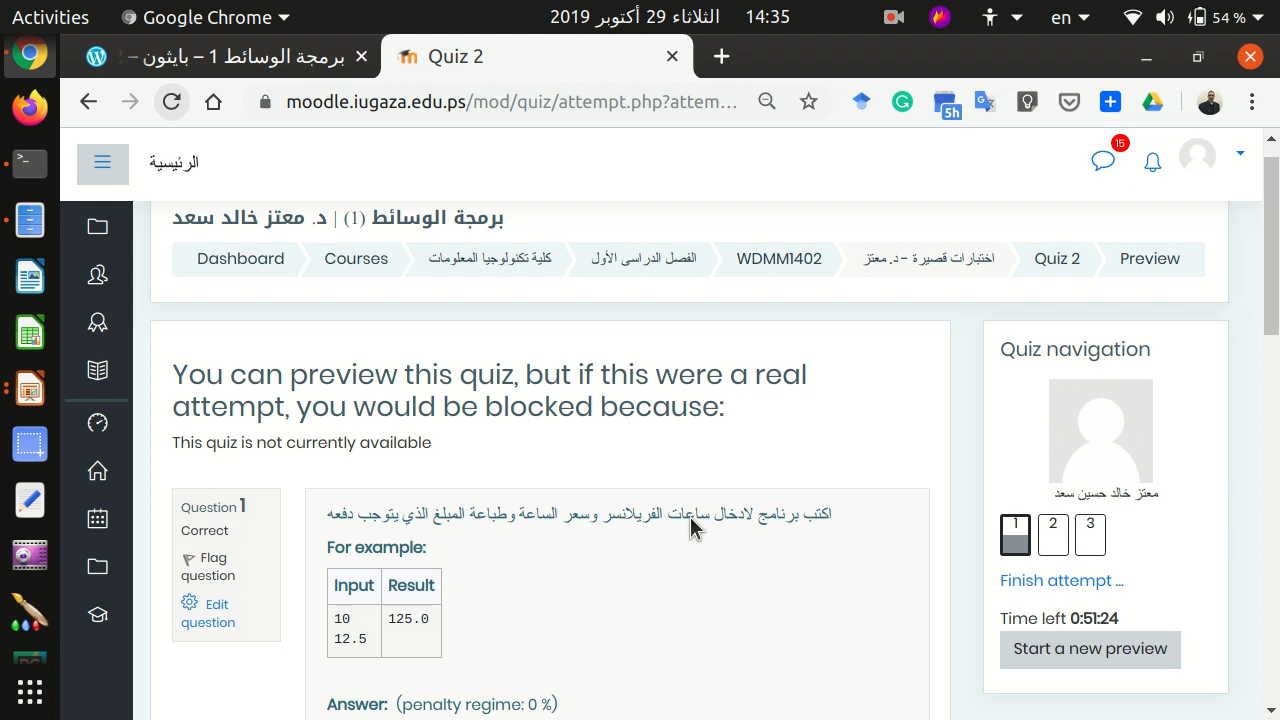 Activities
Google Chrome
الثلاثاء 29 أكتوبر 2019
14:35
en
54 %
برمجة الوسائط 1 – بايثون –
Quiz 2
moodle.iugaza.edu.ps/mod/quiz/attempt.php?attem...
5h
الرئيسية
15
برمجة الوسائط (1) | د. معتز خالد سعد
Dashboard
Courses
كلية تكنولوجيا المعلومات
الفصل الدراسي الأول
WDMM1402
اختبارات قصيرة - د. معتز
Quiz 2
Preview
You can preview this quiz, but if this were a real
attempt, you would be blocked because:
This quiz is not currently available
Question 1
Correct
Flag
question
Edit
question
اكتب برنامج لادخال ساعات الفريلانسر وسعر الساعة وطباعة المبلغ الذي يتوجب دفعه
For example:
Input Result
10 125.0
12.5
Answer: (penalty regime: 0 %)
Quiz navigation
معتز خالد حسين سعد
1 2 3
Finish attempt ...
Time left 0:51:24
Start a new preview